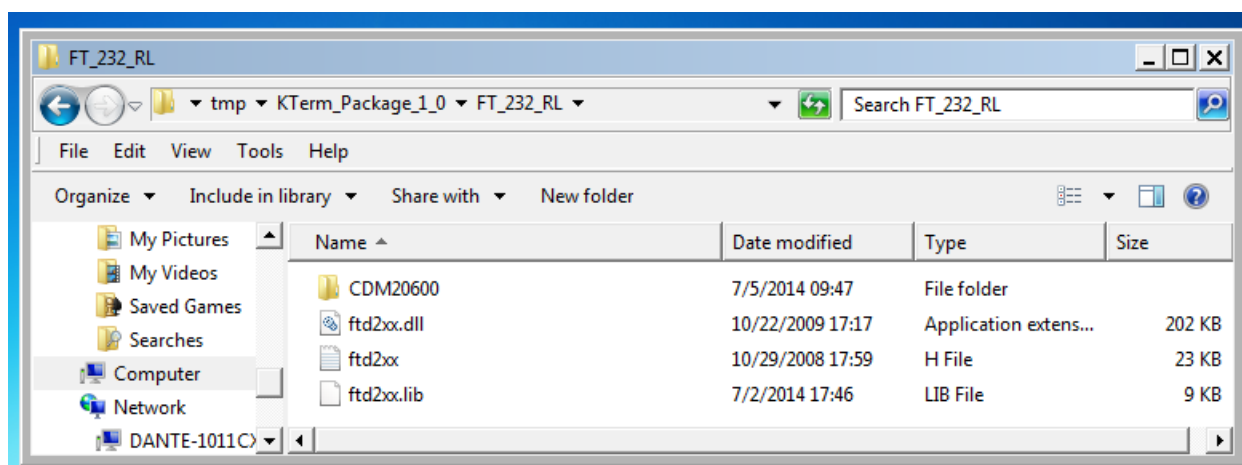 FT_232_RL
tmp KTerm_Package_1_0 FT_232_RL Search FT_232_RL
File Edit View Tools Help
Organize Include in library Share with New folder
My Pictures
My Videos
Saved Games
Searches
Computer
Network
DANTE-1011C
Name Date modified Type Size
CDM20600 7/5/2014 09:47 File folder
ftd2xx.dll 10/22/2009 17:17 Application extens... 202 KB
ftd2xx 10/29/2008 17:59 H File 23 KB
ftd2xx.lib 7/2/2014 17:46 LIB File 9 KB